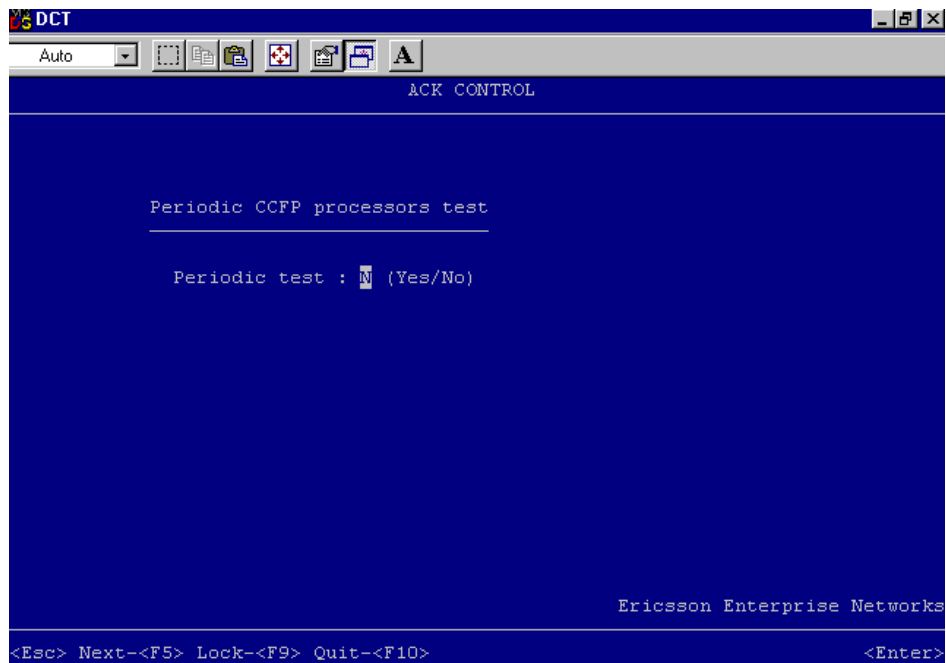 DCT
Auto
A
ACK CONTROL
Periodic CCFP processors test
Periodic test : N (Yes/No)
Ericsson Enterprise Networks
<Esc> Next-<F5> Lock-<F9> Quit-<F10> <Enter>